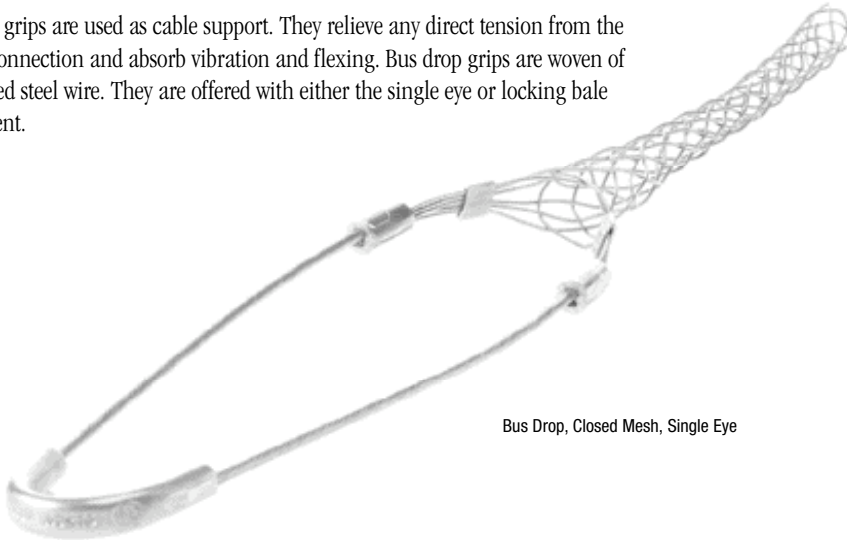 grips are used as cable support. They relieve any direct tension from the
onnection and absorb vibration and flexing. Bus drop grips are woven of
ed steel wire. They are offered with either the single eye or locking bale
ent.
Bus Drop, Closed Mesh, Single Eye